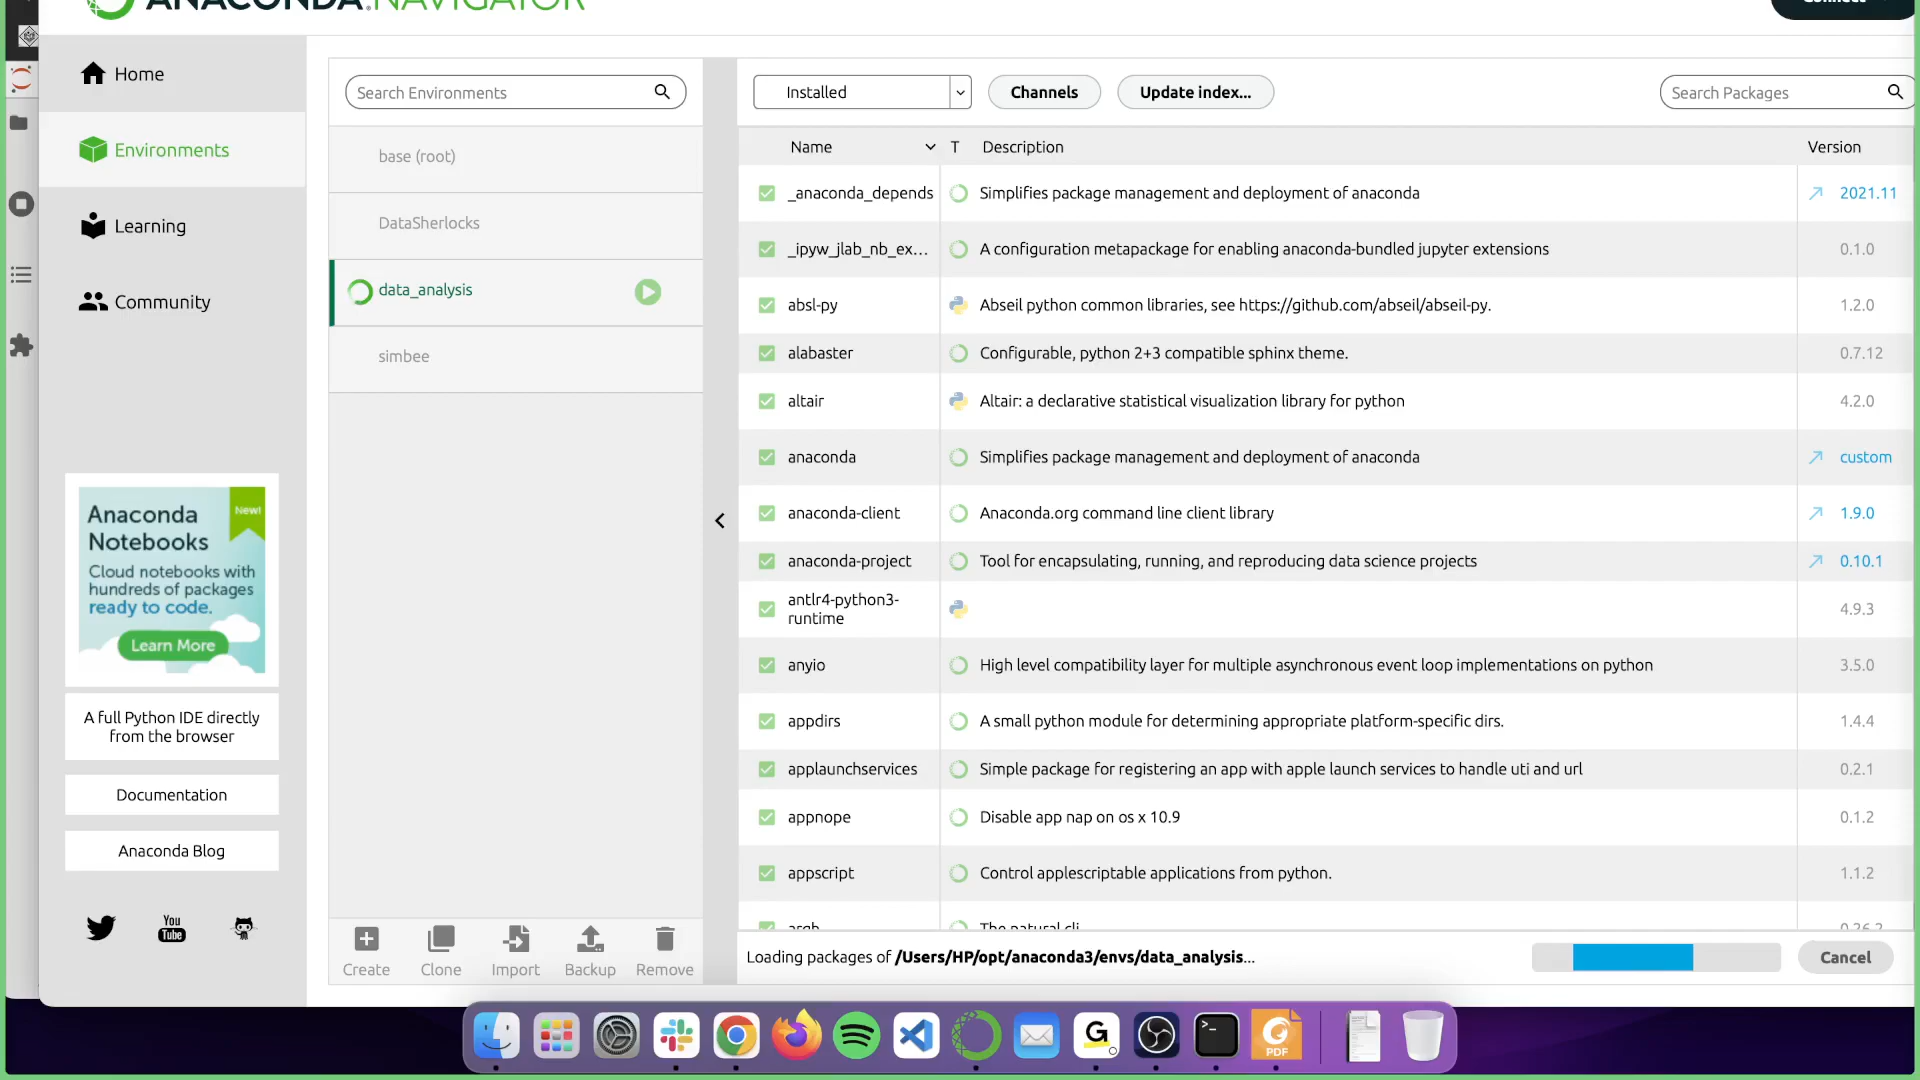 ANACONDA.NAVIGATOR
Connect
Home
Environments
Learning
Community
Anaconda
Notebooks
New!
Cloud notebooks with
hundreds of packages
ready to code.
Learn More
A full Python IDE directly
from the browser
Documentation
Anaconda Blog
You
Tube
Search Environments
base (root)
DataSherlocks
data_analysis
simbee
Create
Clone
Import
Backup
Remove
Installed
Channels
Update index...
Search Packages
Name T Description Version
_anaconda_depends Simplifies package management and deployment of anaconda 2021.11
_ipyw_jlab_nb_ex... A configuration metapackage for enabling anaconda-bundled jupyter extensions 0.1.0
absl-py Abseil python common libraries, see https://github.com/abseil/abseil-py. 1.2.0
alabaster Configurable, python 2+3 compatible sphinx theme. 0.7.12
altair Altair: a declarative statistical visualization library for python 4.2.0
anaconda Simplifies package management and deployment of anaconda custom
anaconda-client Anaconda.org command line client library 1.9.0
anaconda-project Tool for encapsulating, running, and reproducing data science projects 0.10.1
antlr4-python3-
runtime 4.9.3
anyio High level compatibility layer for multiple asynchronous event loop implementations on python 3.5.0
appdirs A small python module for determining appropriate platform-specific dirs. 1.4.4
applaunchservices Simple package for registering an app with apple launch services to handle uti and url 0.2.1
appnope Disable app nap on os x 10.9 0.1.2
appscript Control applescriptable applications from python. 1.1.2
argh The natural cli 0.26.2
Loading packages of /Users/HP/opt/anaconda3/envs/data_analysis...
Cancel
G
PDF